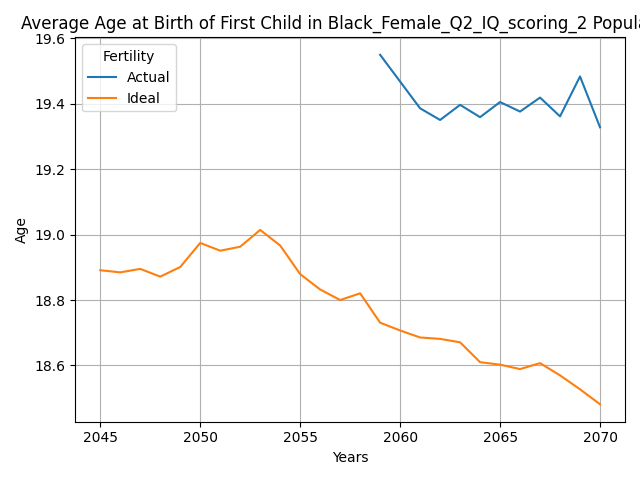 Average Age at Birth of First Child in Black_Female_Q2_IQ_scoring_2 Popula
Fertility
Actual
Ideal
19.6
19.4
19.2
19.0
18.8
18.6
Age
2045 2050 2055 2060 2065 2070
Years